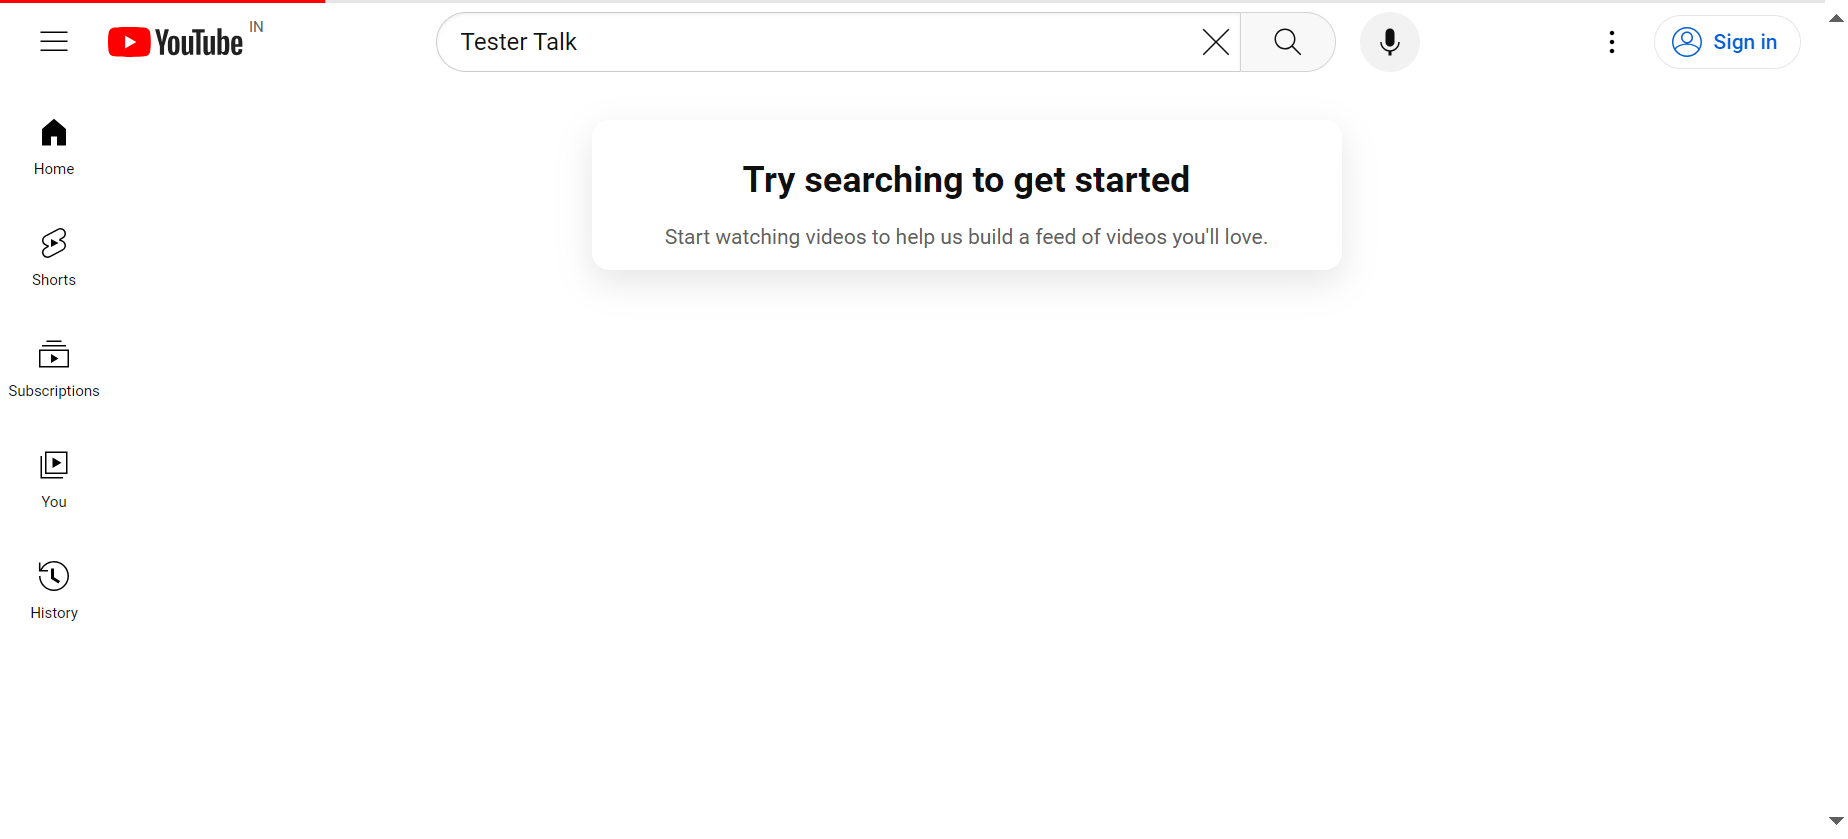 YouTube IN
Tester Talk
Sign in
Home
Try searching to get started
Start watching videos to help us build a feed of videos you'll love.
Shorts
Subscriptions
You
History